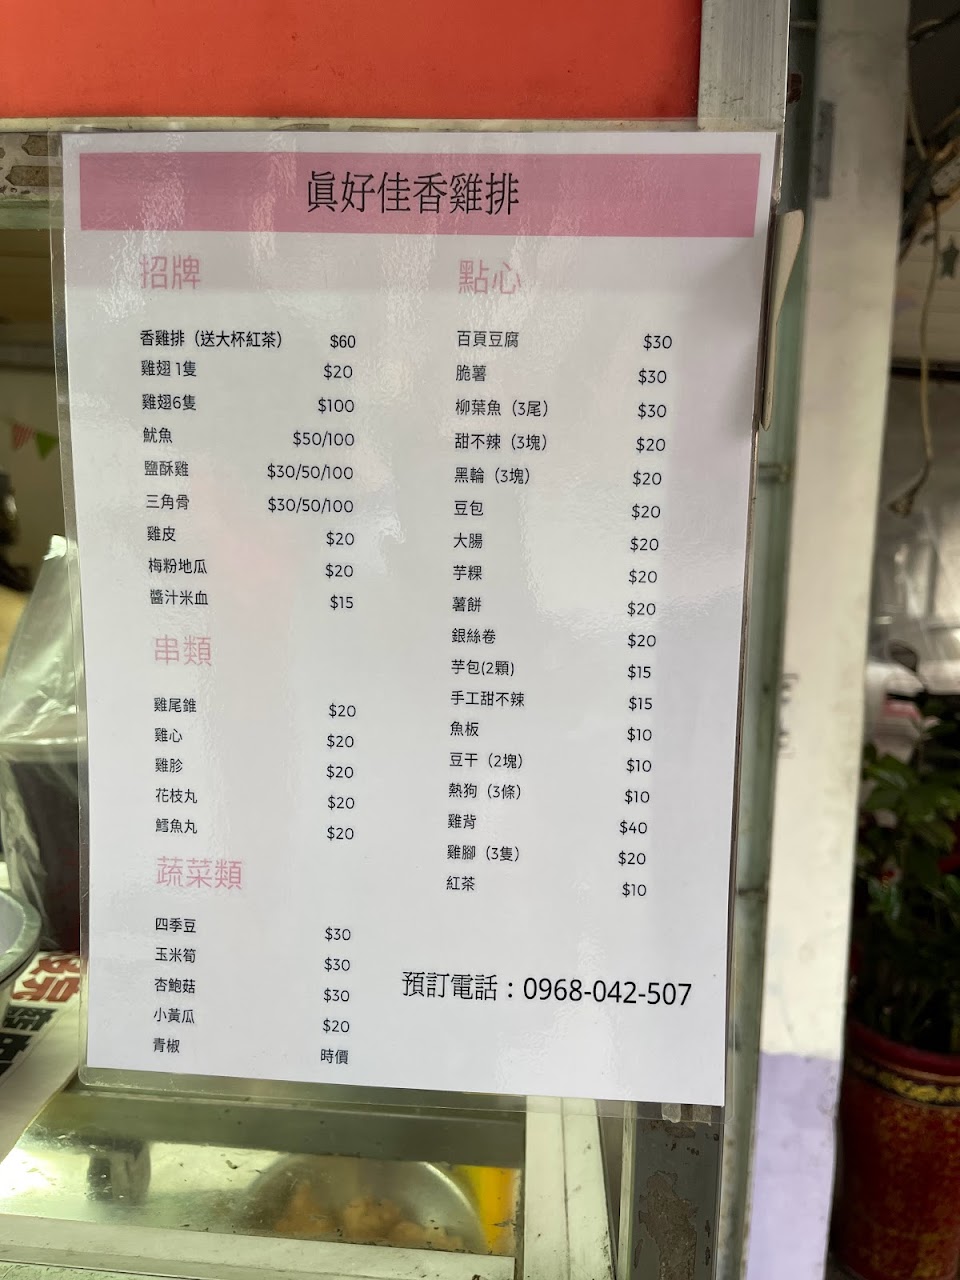 眞好佳香雞排
招牌
香雞排（送大杯紅茶） $60
雞翅 1隻 $20
雞翅6隻 $100
魷魚 $50/100
鹽酥雞 $30/50/100
三角骨 $30/50/100
雞皮 $20
梅粉地瓜 $20
醬汁米血 $15
串類
雞尾錐 $20
雞心 $20
雞胗 $20
花枝丸 $20
鱈魚丸 $20
蔬菜類
四季豆 $30
玉米筍 $30
杏鮑菇 $30
小黃瓜 $20
青椒 時價
點心
百頁豆腐 $30
脆薯 $30
柳葉魚（3尾） $30
甜不辣（3塊） $20
黑輪（3塊） $20
豆包 $20
大腸 $20
芋粿 $20
薯餅 $20
銀絲卷 $20
芋包(2顆) $15
手工甜不辣 $15
魚板 $10
豆干（2塊） $10
熱狗（3條） $10
雞背 $40
雞腳（3隻） $20
紅茶 $10
預訂電話：0968-042-507